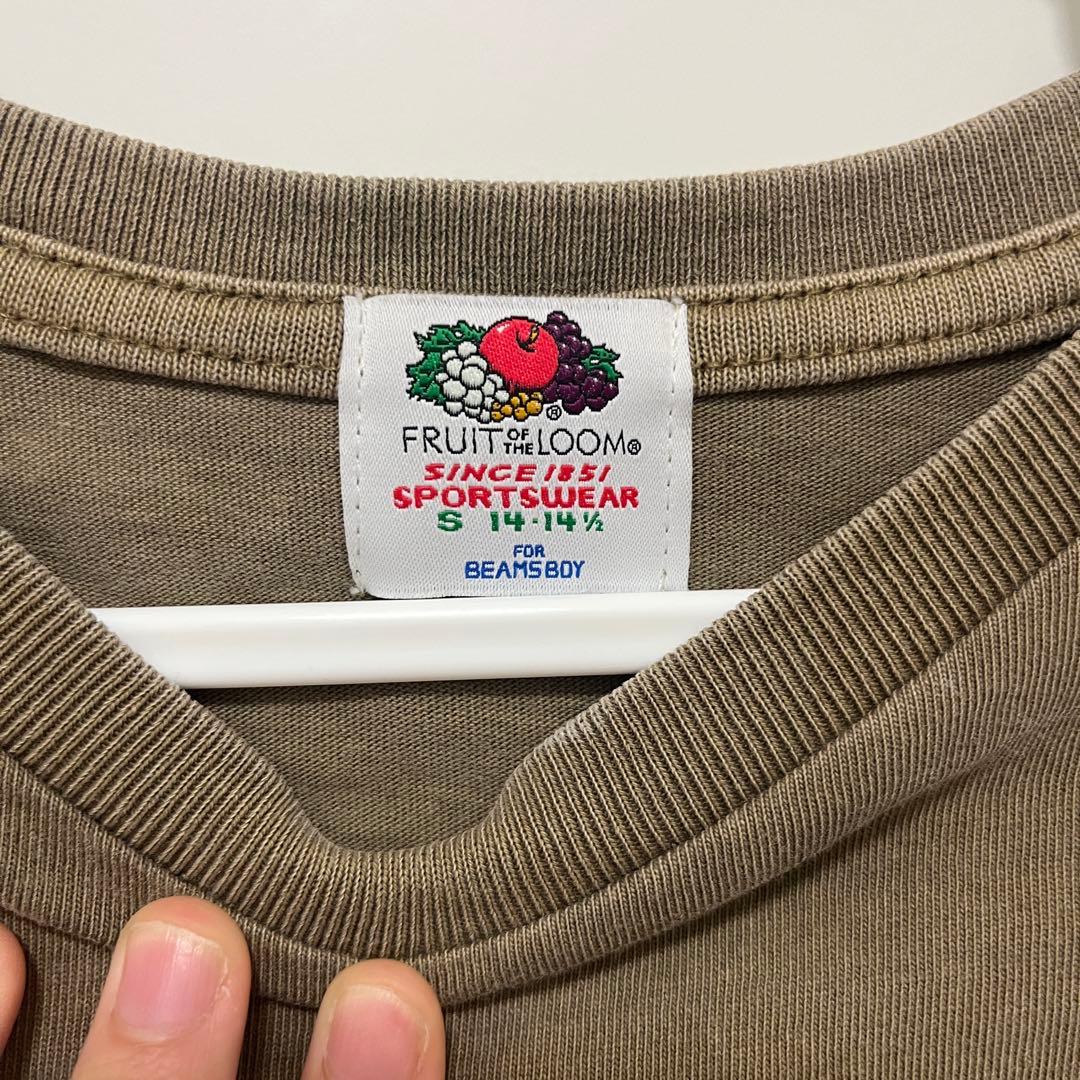 ®
FRUIT OF THE LOOM®
SINCE 1851
SPORTSWEAR
S 14-14½
FOR
BEAMS BOY